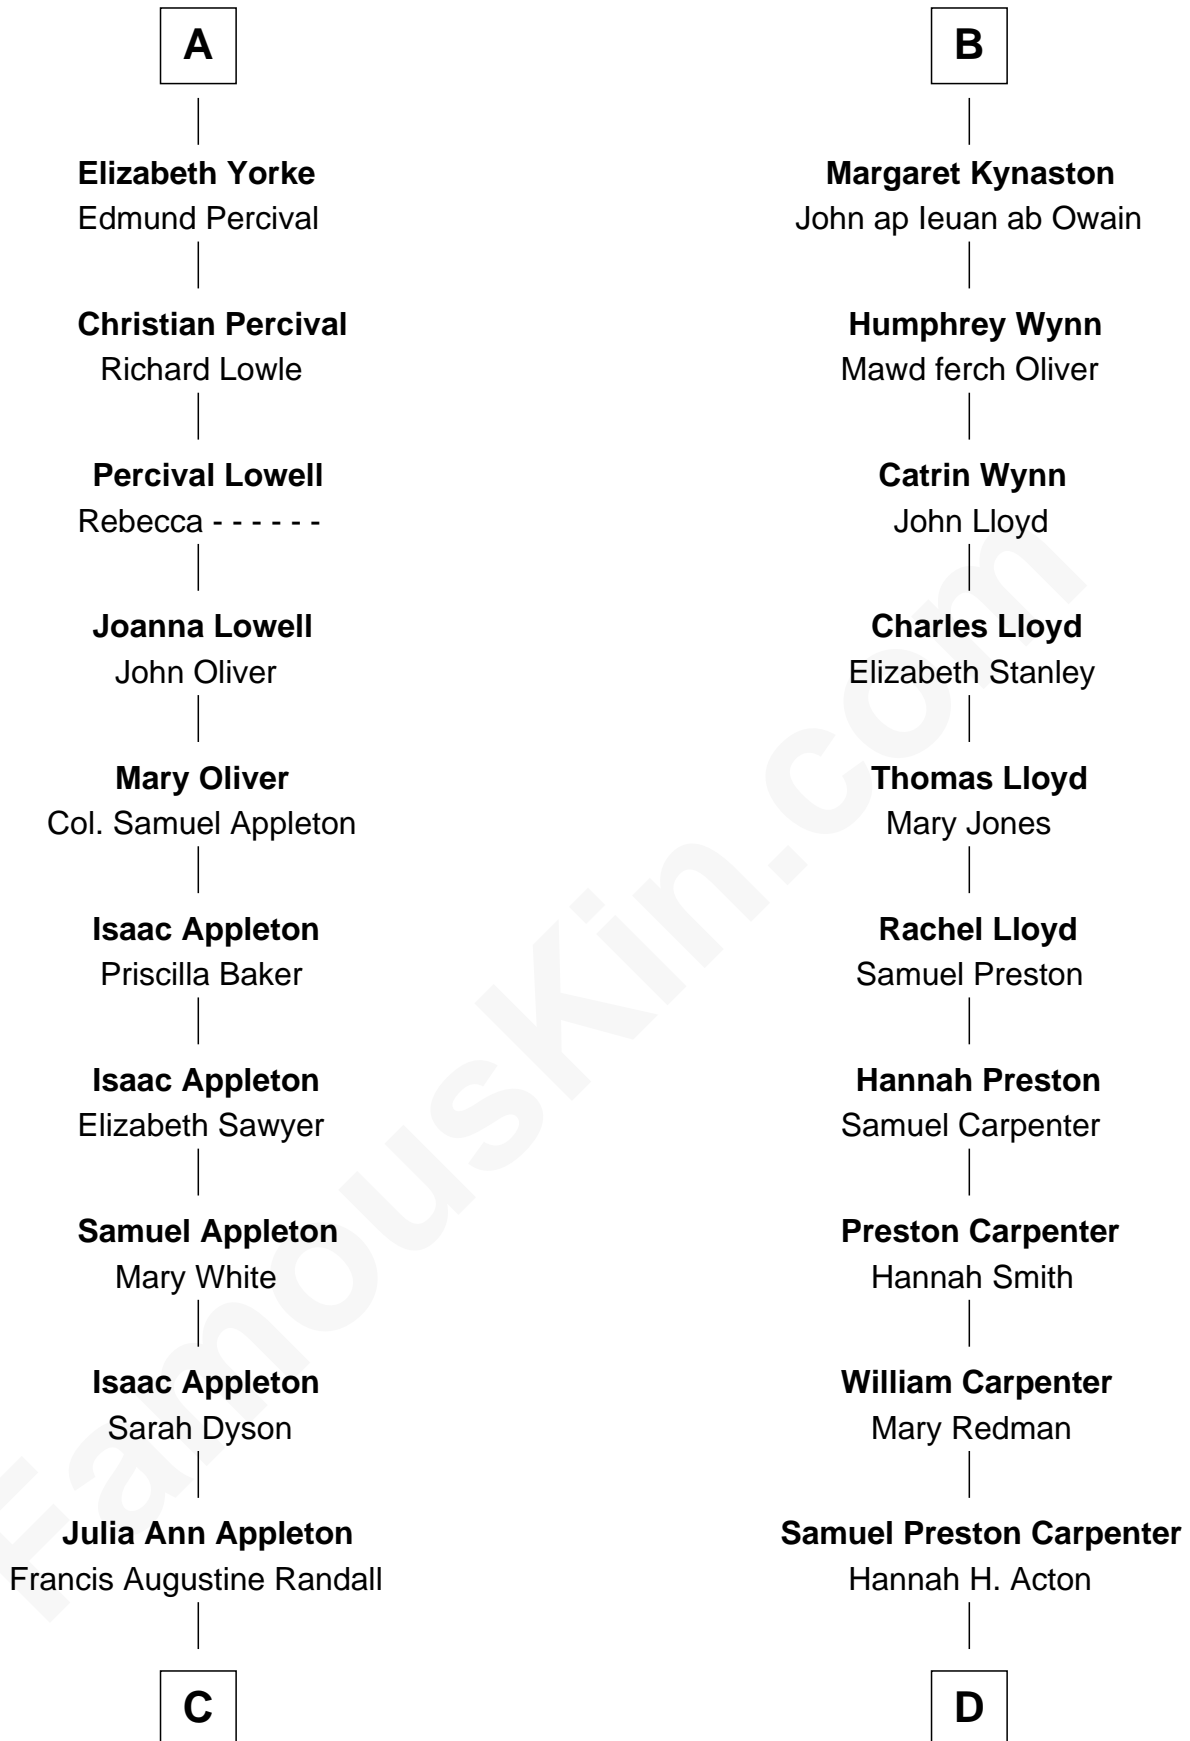 A
Elizabeth Yorke
Edmund Percival
Christian Percival
Richard Lowle
Percival Lowell
Rebecca - - - - - -
Joanna Lowell
John Oliver
Mary Oliver
Col. Samuel Appleton
Isaac Appleton
Priscilla Baker
Isaac Appleton
Elizabeth Sawyer
Samuel Appleton
Mary White
Isaac Appleton
Sarah Dyson
Julia Ann Appleton
Francis Augustine Randall
C
B
Margaret Kynaston
John ap Ieuan ab Owain
Humphrey Wynn
Mawd ferch Oliver
Catrin Wynn
John Lloyd
Charles Lloyd
Elizabeth Stanley
Thomas Lloyd
Mary Jones
Rachel Lloyd
Samuel Preston
Hannah Preston
Samuel Carpenter
Preston Carpenter
Hannah Smith
William Carpenter
Mary Redman
Samuel Preston Carpenter
Hannah H. Acton
D
FamousKin.com